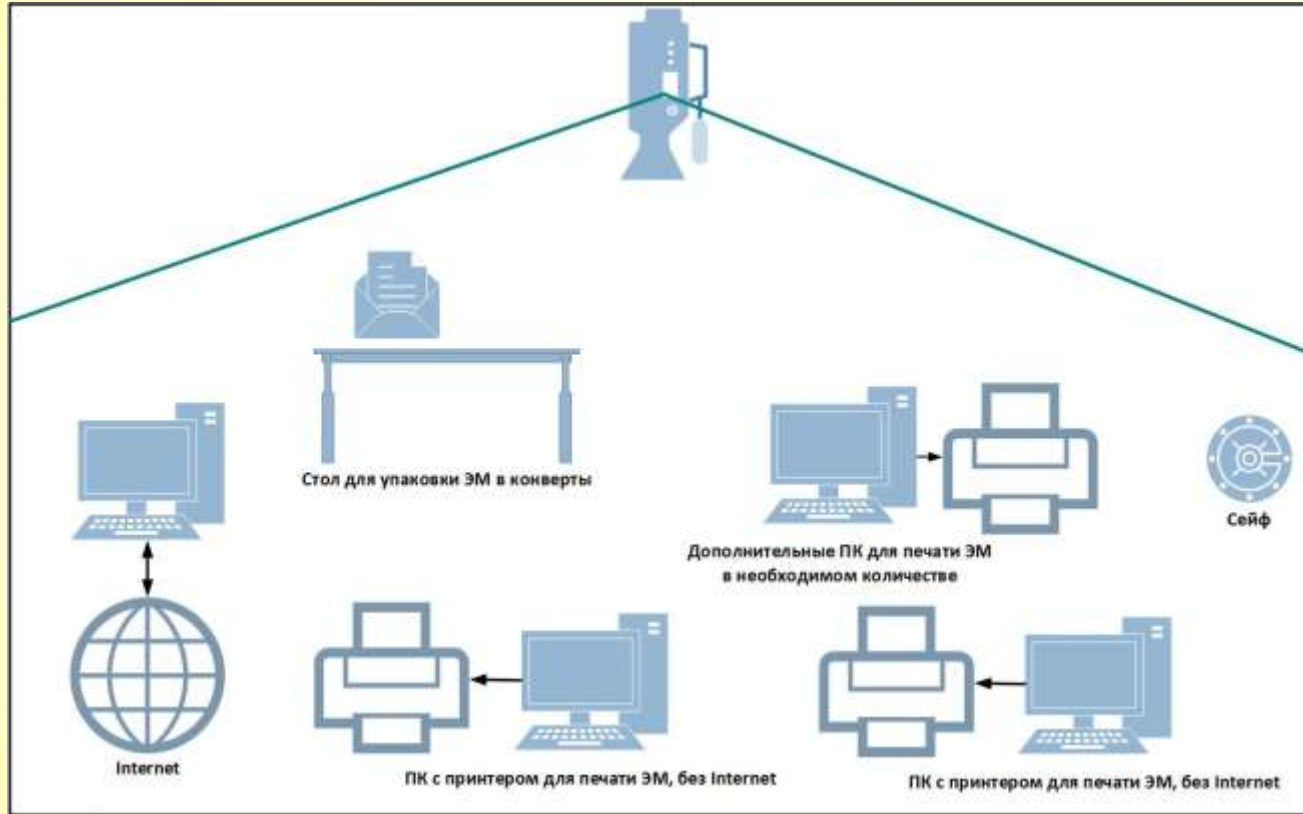 Стол для упаковки ЭМ в конверты
Сейф
Дополнительные ПК для печати ЭМ
в необходимом количестве
Internet
ПК с принтером для печати ЭМ, без Internet
ПК с принтером для печати ЭМ, без Internet